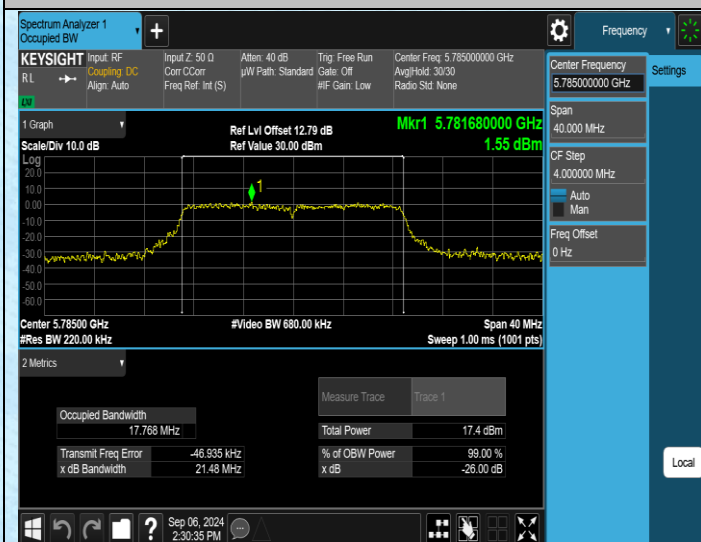 Spectrum Analyzer 1
Occupied BW
Frequency
KEYSIGHT
RL
Input: RF
Coupling: DC
Align: Auto
Input Z: 50 Ω
Corr CCorr
Freq Ref: Int (S)
Atten: 40 dB
µW Path: Standard
Trig: Free Run
Gate: Off
#IF Gain: Low
Center Freq: 5.785000000 GHz
Avg|Hold: 30/30
Radio Std: None
LXI
1 Graph
Scale/Div 10.0 dB
Ref Lvl Offset 12.79 dB
Ref Value 30.00 dBm
Mkr1 5.781680000 GHz
1.55 dBm
Log
20.0
10.0
0.00
-10.0
-20.0
-30.0
-40.0
-50.0
-60.0
1
Center 5.78500 GHz
#Res BW 220.00 kHz
#Video BW 680.00 kHz
Span 40 MHz
Sweep 1.00 ms (1001 pts)
2 Metrics
Measure Trace
Trace 1
Occupied Bandwidth
17.768 MHz
Total Power
17.4 dBm
Transmit Freq Error
-46.935 kHz
% of OBW Power
99.00 %
x dB Bandwidth
21.48 MHz
x dB
-26.00 dB
Center Frequency
5.785000000 GHz
Settings
Span
40.000 MHz
CF Step
4.000000 MHz
Auto
Man
Freq Offset
0 Hz
Local
?
Sep 06, 2024
2:30:35 PM